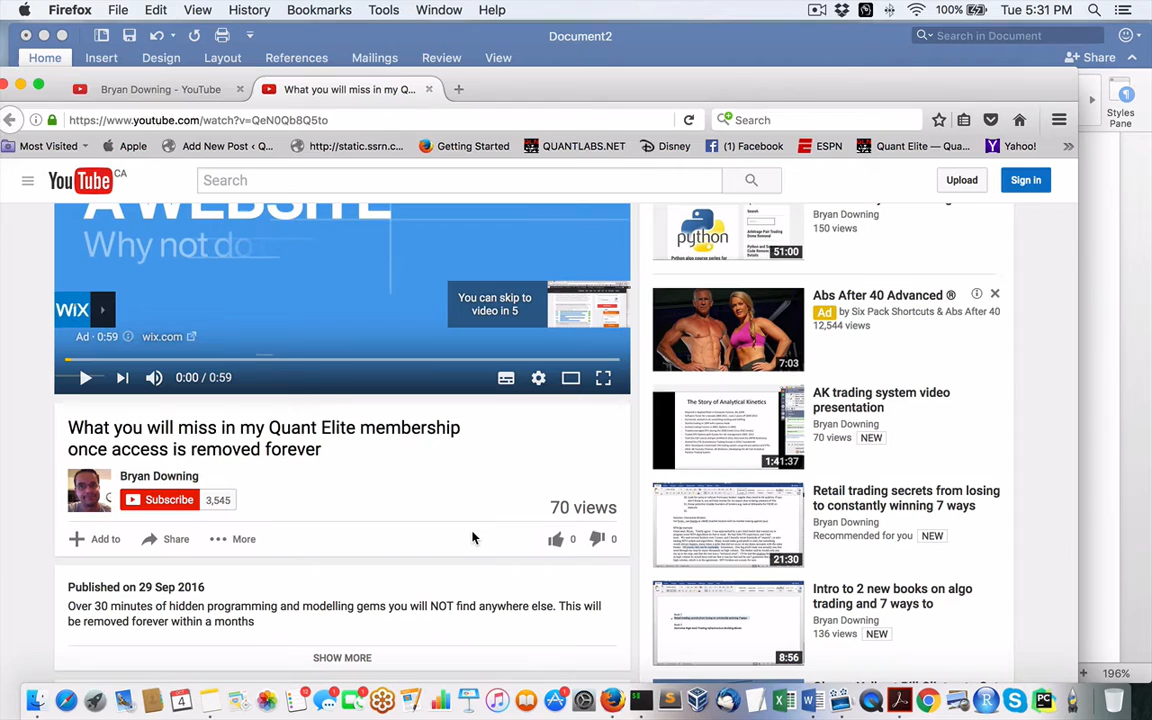 Firefox File Edit View History Bookmarks Tools Window Help 100% Tue 5:31 PM
Document2
Search in Document
Home Insert Design Layout References Mailings Review View Share
Bryan Downing - YouTube
What you will miss in my Q...
Styles Pane
https://www.youtube.com/watch?v=QeN0Qb8Q5to
Search
Most Visited Apple Add New Post ‹ Q... http://static.ssrn.c... Getting Started QUANTLABS.NET Disney (1) Facebook ESPN Quant Elite — Qua... Yahoo!
YouTube CA
Search
Upload
Sign in
A WEBSITE
Why not do
You can skip to
video in 5
WIX
Ad · 0:59 wix.com
0:00 / 0:59
What you will miss in my Quant Elite membership
once access is removed forever
Bryan Downing
Subscribe 3,545
70 views
Add to Share More 0 0
Published on 29 Sep 2016
Over 30 minutes of hidden programming and modelling gems you will NOT find anywhere else. This will
be removed forever within a months
SHOW MORE
python
51:00
Bryan Downing
150 views
Abs After 40 Advanced ®
Ad by Six Pack Shortcuts & Abs After 40
12,544 views
7:03
The Story of Analytical Kinetics
1:41:37
AK trading system video
presentation
Bryan Downing
70 views NEW
Retail trading secrets from losing
to constantly winning 7 ways
Bryan Downing
Recommended for you NEW
21:30
Intro to 2 new books on algo
trading and 7 ways to
Bryan Downing
136 views NEW
8:56
196%